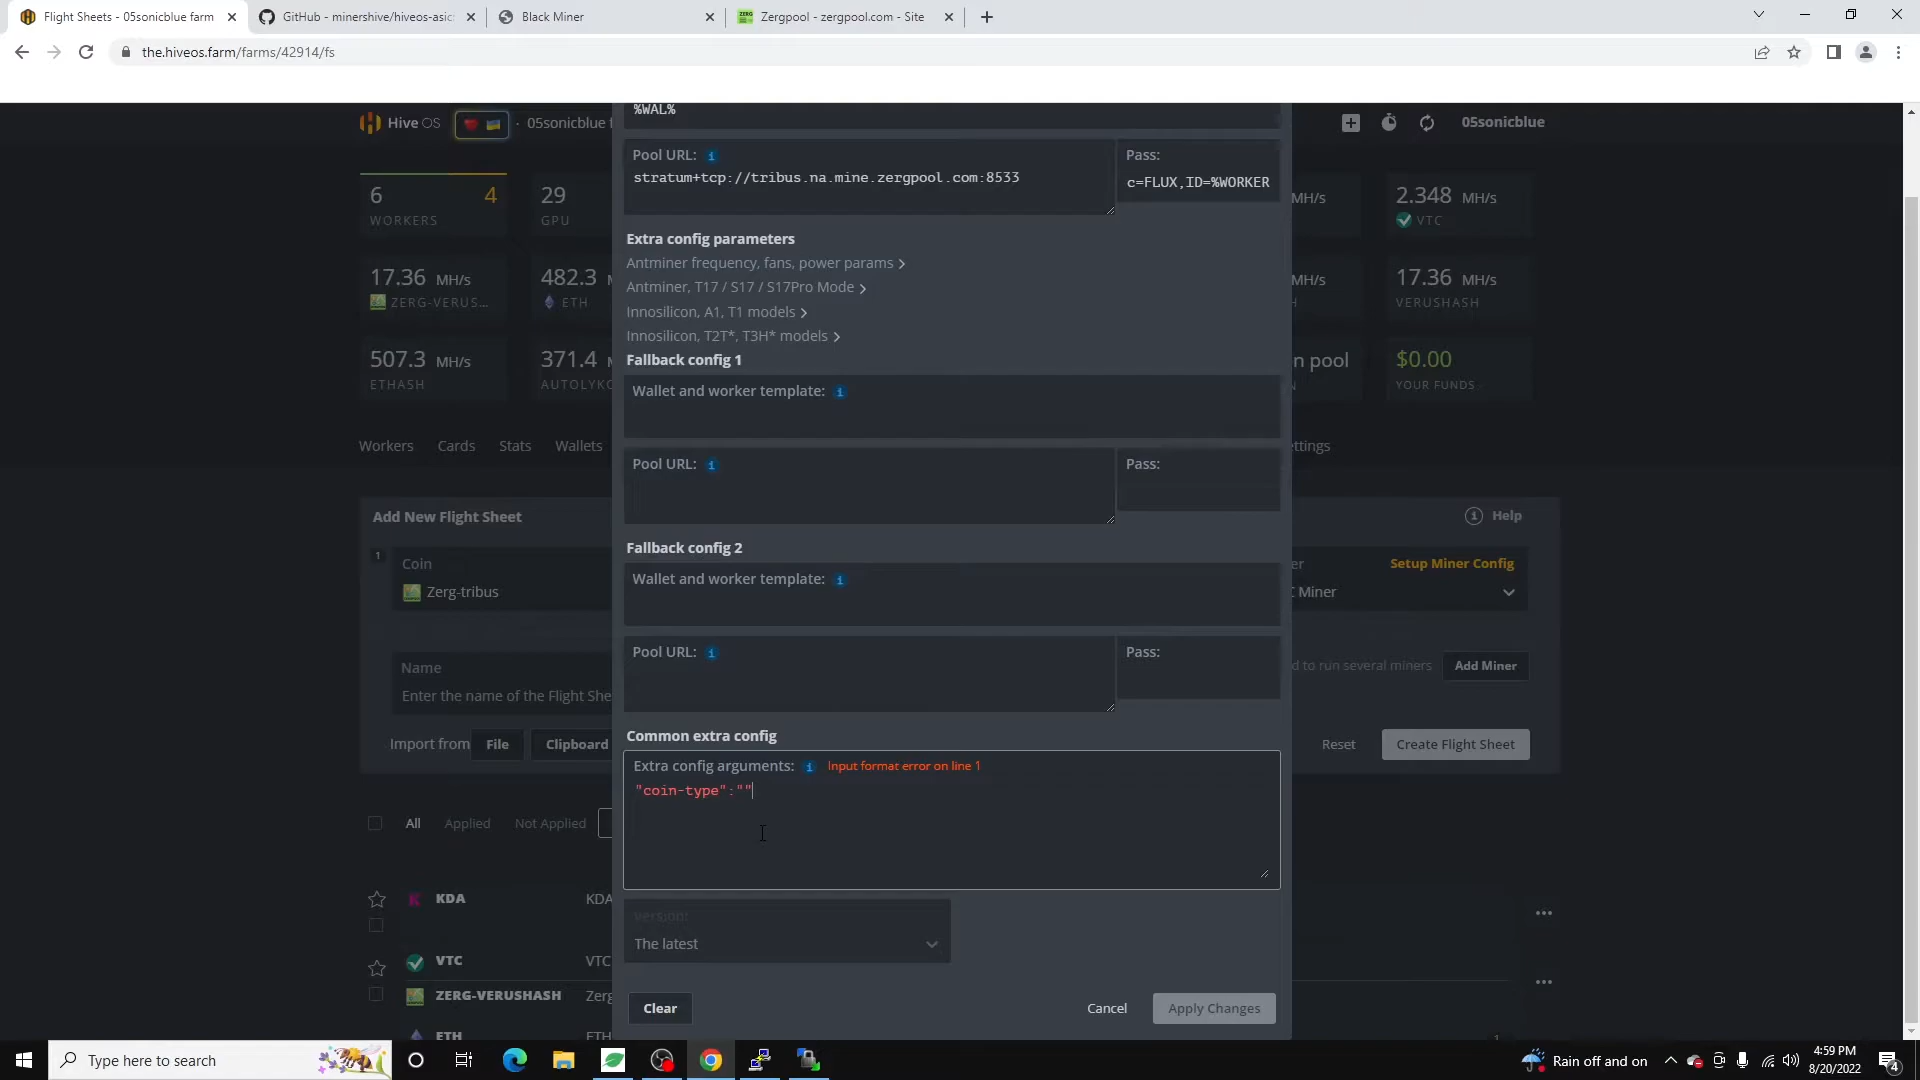 Flight Sheets - 05sonicblue farm
GitHub - minershive/hiveos-asic
Black Miner
Zergpool - zergpool.com - Site
the.hiveos.farm/farms/42914/fs
Hive OS
05sonicblue f
05sonicblue
6
4
WORKERS
29
GPU
MH/s
2.348 MH/s
VTC
17.36 MH/s
ZERG-VERUS...
482.3
ETH
MH/s
17.36 MH/s
VERUSHASH
507.3 MH/s
ETHASH
371.4
AUTOLYKO
n pool
$0.00
YOUR FUNDS
Workers
Cards
Stats
Wallets
ettings
Add New Flight Sheet
Help
1
Coin
Zerg-tribus
er
Setup Miner Config
C Miner
Name
Enter the name of the Flight She
d to run several miners
Add Miner
Import from
File
Clipboard
Reset
Create Flight Sheet
All
Applied
Not Applied
KDA
KDA
VTC
VTC
ZERG-VERUSHASH
Zerg
ETH
ETH
%WAL%
Pool URL:
stratum+tcp://tribus.na.mine.zergpool.com:8533
Pass:
c=FLUX,ID=%WORKER
Extra config parameters
Antminer frequency, fans, power params
Antminer, T17 / S17 / S17Pro Mode
Innosilicon, A1, T1 models
Innosilicon, T2T*, T3H* models
Fallback config 1
Wallet and worker template:
Pool URL:
Pass:
Fallback config 2
Wallet and worker template:
Pool URL:
Pass:
Common extra config
Extra config arguments:
Input format error on line 1
"coin-type":""
Version:
The latest
Clear
Cancel
Apply Changes
Type here to search
Rain off and on
4:59 PM
8/20/2022
4